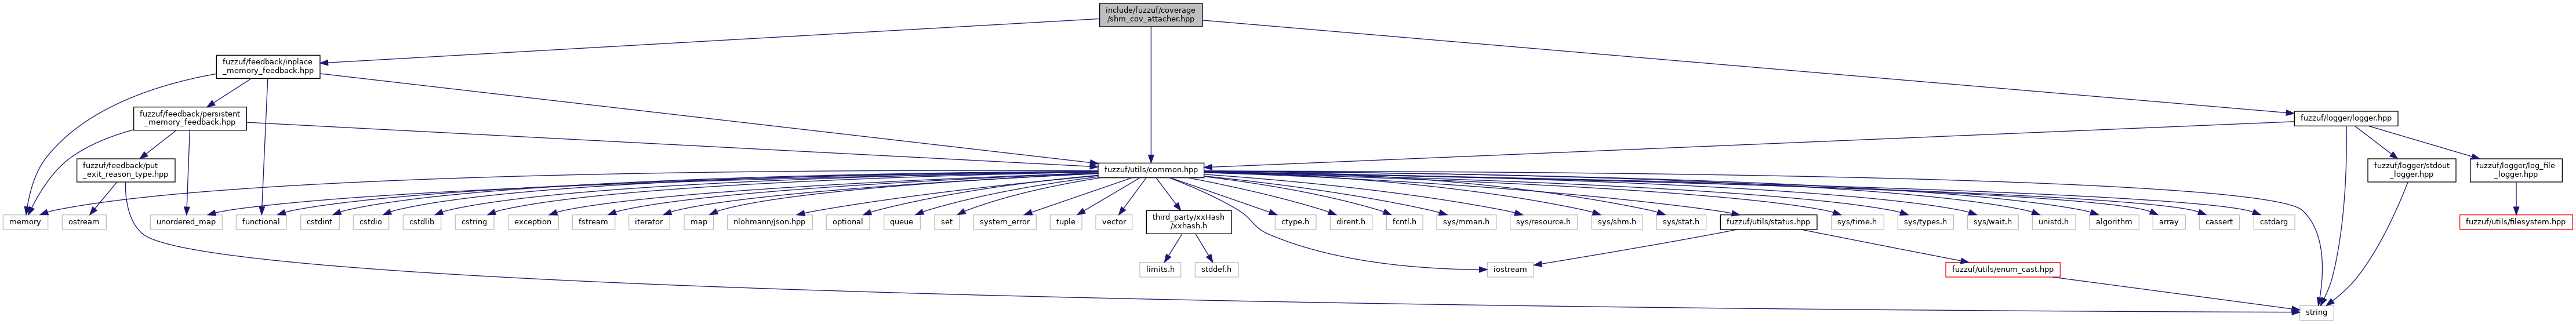 include/fuzzuf/coverage
/shm_cov_attacher.hpp
fuzzuf/feedback/inplace
_memory_feedback.hpp
fuzzuf/feedback/persistent
_memory_feedback.hpp
fuzzuf/logger/logger.hpp
fuzzuf/feedback/put
_exit_reason_type.hpp
fuzzuf/utils/common.hpp
fuzzuf/logger/stdout
_logger.hpp
fuzzuf/logger/log_file
_logger.hpp
memory
ostream
unordered_map
functional
cstdint
cstdio
cstdlib
cstring
exception
fstream
iterator
map
nlohmann/json.hpp
optional
queue
set
system_error
tuple
vector
third_party/xxHash
/xxhash.h
ctype.h
dirent.h
fcntl.h
sys/mman.h
sys/resource.h
sys/shm.h
sys/stat.h
fuzzuf/utils/status.hpp
sys/time.h
sys/types.h
sys/wait.h
unistd.h
algorithm
array
cassert
cstdarg
fuzzuf/utils/filesystem.hpp
limits.h
stddef.h
iostream
fuzzuf/utils/enum_cast.hpp
string